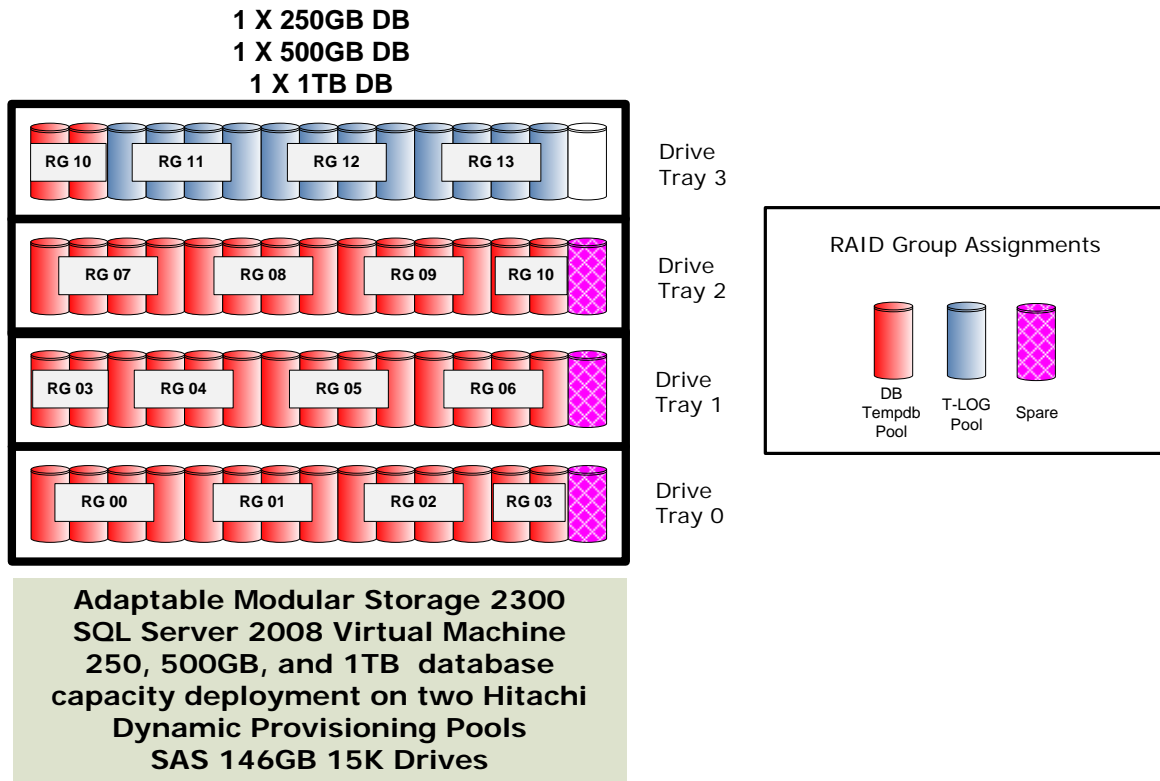 1 X 250GB DB
1 X 500GB DB
1 X 1TB DB
RG 10
RG 11
RG 12
RG 13
Drive
Tray 3
RG 07
RG 08
RG 09
RG 10
Drive
Tray 2
RG 03
RG 04
RG 05
RG 06
Drive
Tray 1
RG 00
RG 01
RG 02
RG 03
Drive
Tray 0
RAID Group Assignments
DB
Tempdb
Pool
T-LOG
Pool
Spare
Adaptable Modular Storage 2300
SQL Server 2008 Virtual Machine
250, 500GB, and 1TB database
capacity deployment on two Hitachi
Dynamic Provisioning Pools
SAS 146GB 15K Drives